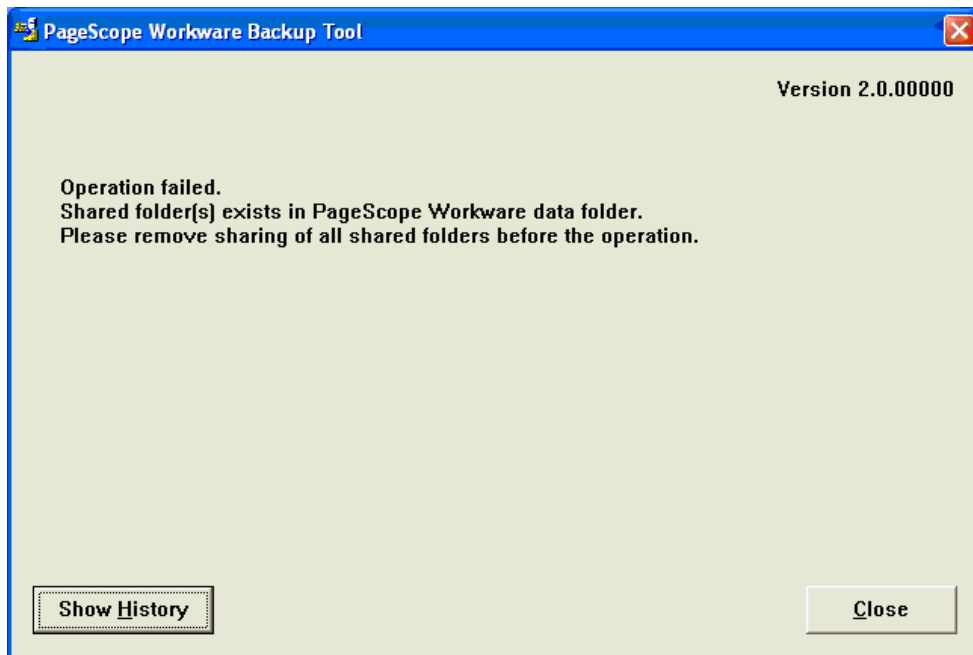 PageScope Workware Backup Tool
Version 2.0.00000
Operation failed.
Shared folder(s) exists in PageScope Workware data folder.
Please remove sharing of all shared folders before the operation.
Show History
Close